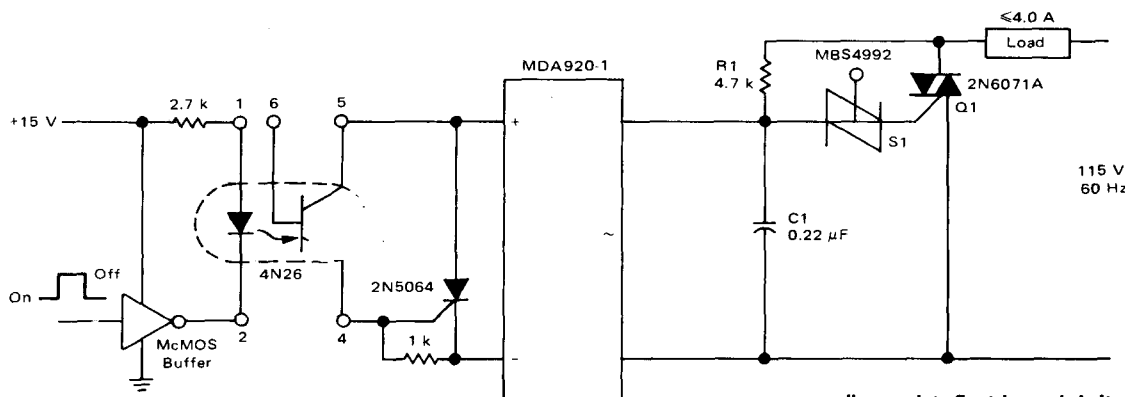 ≤4.0 A
Load
MDA920-1
MBS4992
R1
4.7 k
2N6071A
Q1
2.7 k
1
6
5
+15 V
+
S1
115 V
60 Hz
C1
0.22 μF
~
4N26
2N5064
Off
On
2
4
McMOS
Buffer
1 k
−